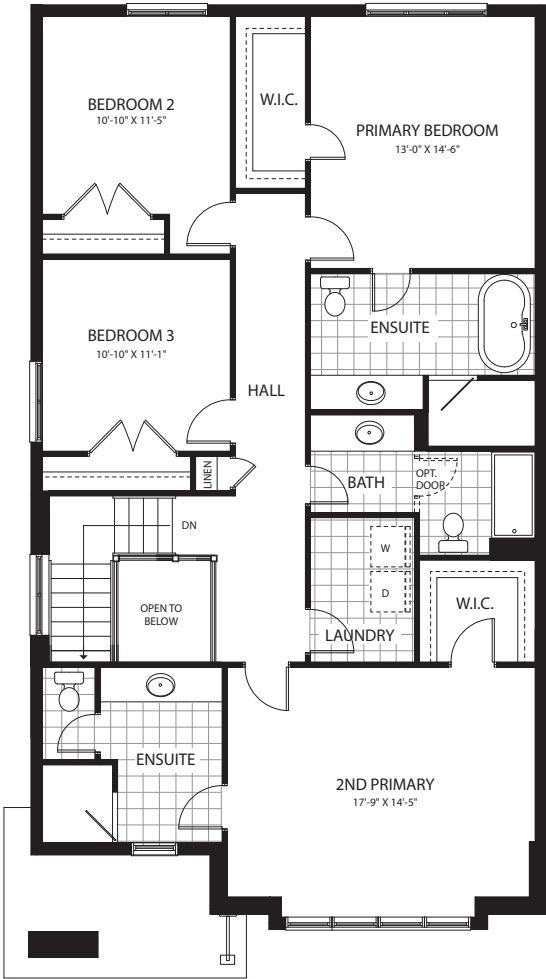 BEDROOM 2
10'-10" X 11'-5"
W.I.C.
PRIMARY BEDROOM
13'-0" X 14'-6"
ENSUITE
BEDROOM 3
10'-10" X 11'-1"
HALL
LINEN
BATH
OPT.
DOOR
DN
W
D
OPEN TO
BELOW
LAUNDRY
W.I.C.
ENSUITE
2ND PRIMARY
17'-9" X 14'-5"